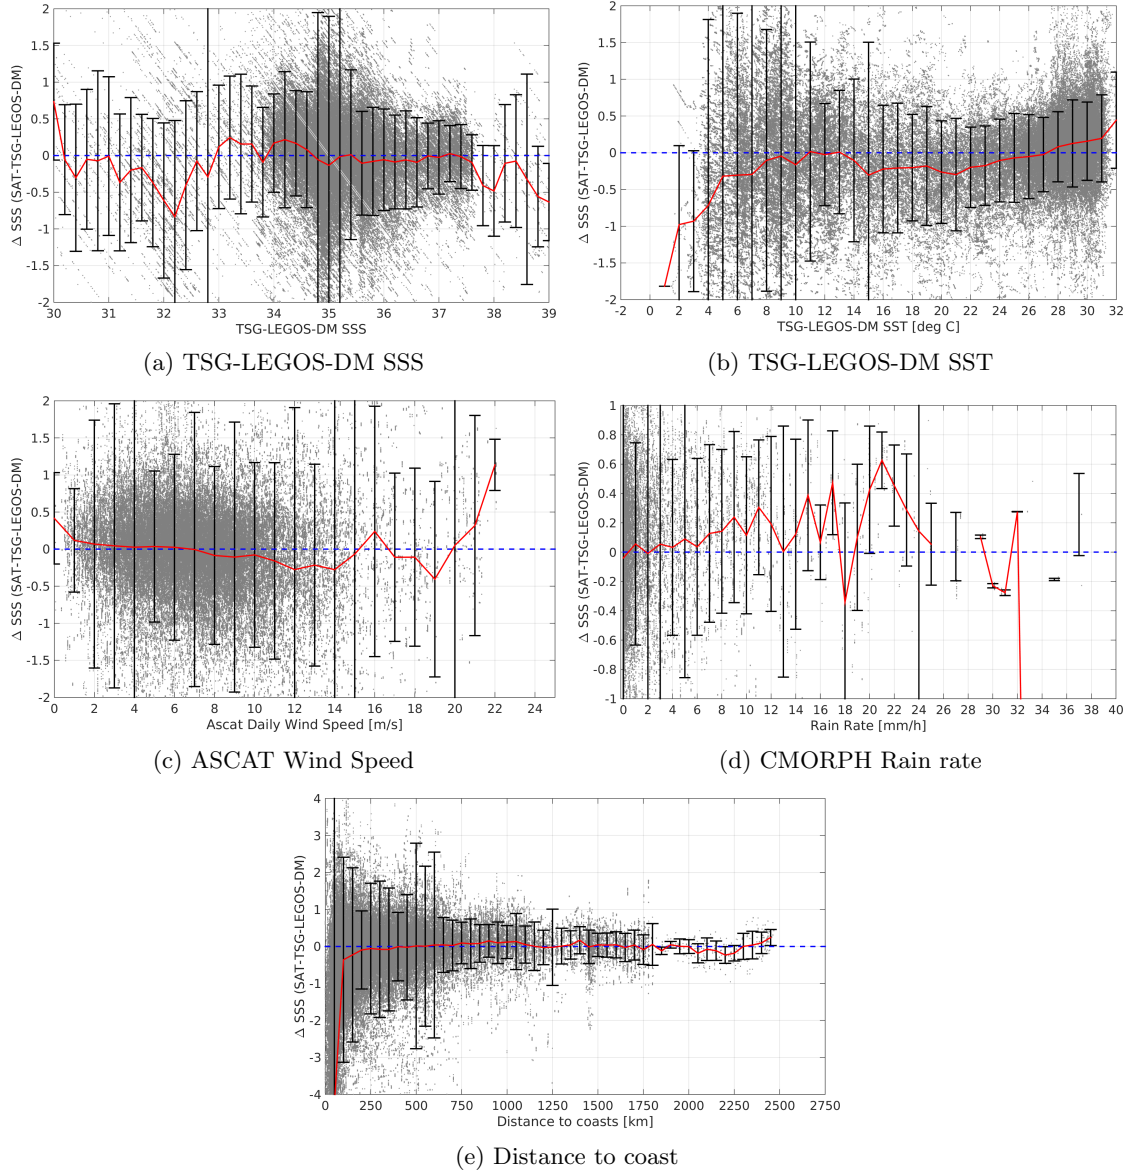 2
1.5
1
0.5
0
-0.5
-1
-1.5
-2
Δ SSS (SAT-TSG-LEGOS-DM)
30 31 32 33 34 35 36 37 38 39
TSG-LEGOS-DM SSS
(a) TSG-LEGOS-DM SSS
2
1.5
1
0.5
0
-0.5
-1
-1.5
-2
Δ SSS (SAT-TSG-LEGOS-DM)
-2 0 2 4 6 8 10 12 14 16 18 20 22 24 26 28 30 32
TSG-LEGOS-DM SST [deg C]
(b) TSG-LEGOS-DM SST
2
1.5
1
0.5
0
-0.5
-1
-1.5
-2
Δ SSS (SAT-TSG-LEGOS-DM)
0 2 4 6 8 10 12 14 16 18 20 22 24
Ascat Daily Wind Speed [m/s]
(c) ASCAT Wind Speed
1
0.8
0.6
0.4
0.2
0
-0.2
-0.4
-0.6
-0.8
-1
Δ SSS (SAT-TSG-LEGOS-DM)
0 2 4 6 8 10 12 14 16 18 20 22 24 26 28 30 32 34 36 38 40
Rain Rate [mm/h]
(d) CMORPH Rain rate
4
3
2
1
0
-1
-2
-3
-4
Δ SSS (SAT-TSG-LEGOS-DM)
0 250 500 750 1000 1250 1500 1750 2000 2250 2500 2750
Distance to coasts [km]
(e) Distance to coast